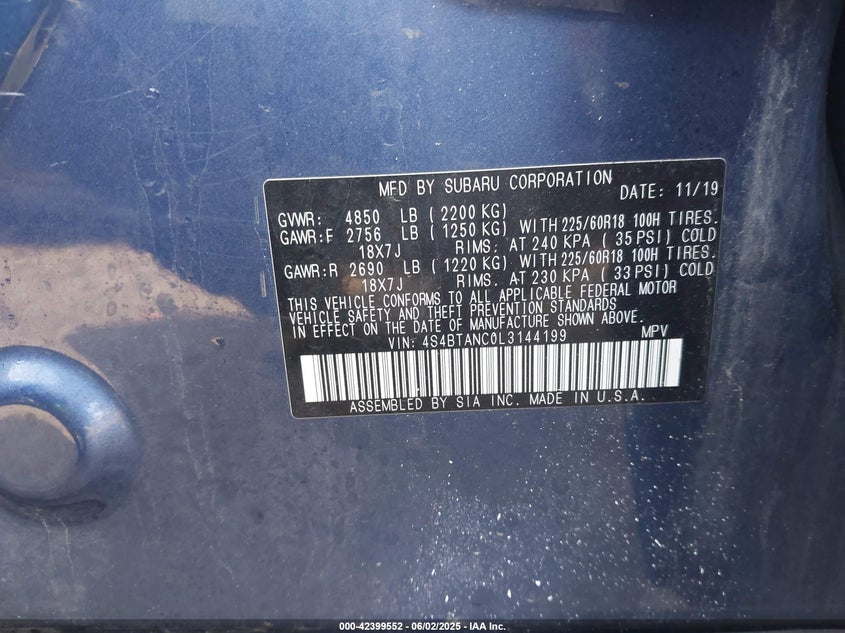 MFD BY SUBARU CORPORATION DATE: 11/19
GVWR: 4850 LB (2200 KG)
GAWR:F 2756 LB (1250 KG) WITH 225/60R18 100H TIRES.
18X7J RIMS. AT 240 KPA (35 PSI) COLD
GAWR:R 2690 LB (1220 KG) WITH 225/60R18 100H TIRES.
18X7J RIMS. AT 230 KPA (33 PSI) COLD
THIS VEHICLE CONFORMS TO ALL APPLICABLE FEDERAL MOTOR
VEHICLE SAFETY AND THEFT PREVENTION STANDARDS
IN EFFECT ON THE DATE OF MANUFACTURE SHOWN ABOVE.
VIN: 4S4BTANC0L3144199 MPV
ASSEMBLED BY SIA INC. MADE IN U.S.A.
000-42399552 - 06/02/2025 - IAA Inc.